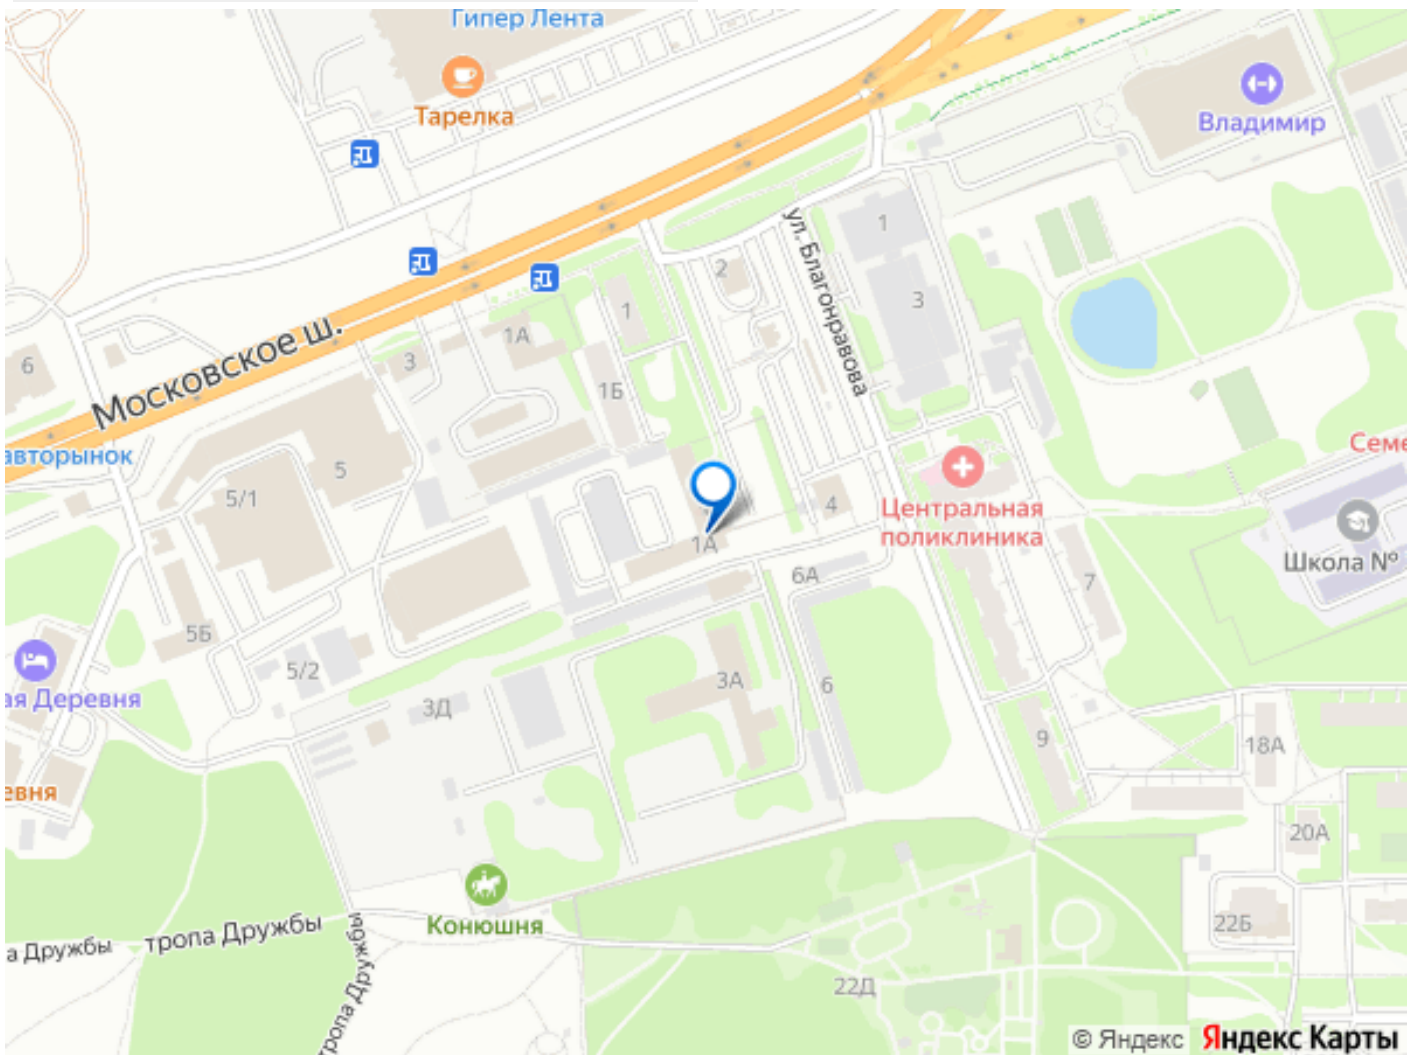 Гипер Лента
Тарелка
Владимир
ул. Благонравова
1
2
3
1
1А
Московское ш.
3
6
1Б
авторынок
5
5/1
Семе
4
Центральная
поликлиника
Школа №
1А
6А
7
5Б
5/2
ая Деревня
3А
6
3Д
9
18А
евня
20А
Конюшня
22Б
а Дружбы
тропа Дружбы
тропа Дружбы
22Д
© Яндекс
Яндекс Карты